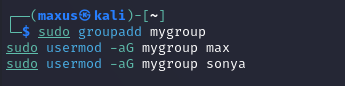 ┌──(maxus㉿kali)-[~]
└─$ sudo groupadd mygroup
sudo usermod -aG mygroup max
sudo usermod -aG mygroup sonya